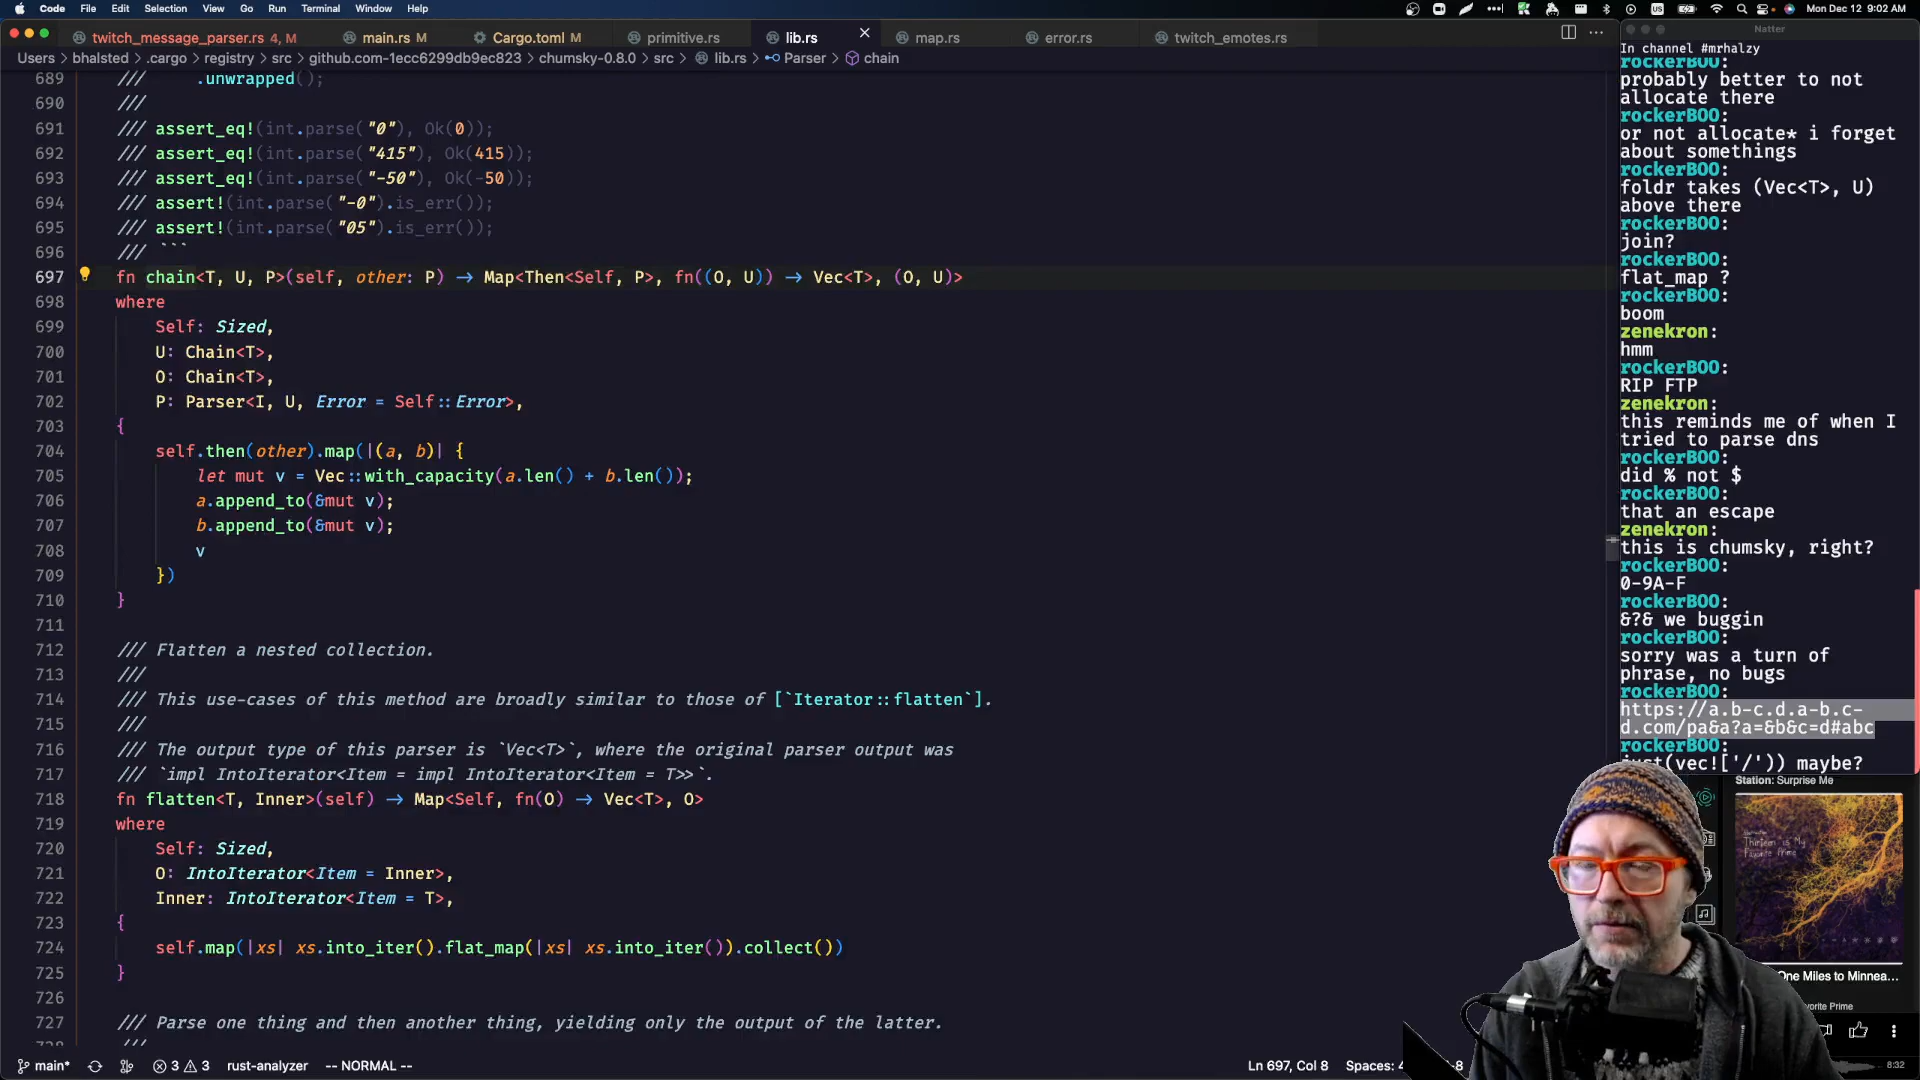 Code File Edit Selection View Go Run Terminal Window Help
Mon Dec 12 9:02 AM
twitch_message_parser.rs 4, M
main.rs M
Cargo.toml M
primitive.rs
lib.rs
map.rs
error.rs
twitch_emotes.rs
Users > bhalsted > .cargo > registry > src > github.com-1ecc6299db9ec823 > chumsky-0.8.0 > src > lib.rs > Parser > chain
689 /// .unwrapped();
690 ///
691 /// assert_eq!(int.parse("0"), Ok(0));
692 /// assert_eq!(int.parse("415"), Ok(415));
693 /// assert_eq!(int.parse("-50"), Ok(-50));
694 /// assert!(int.parse("-0").is_err());
695 /// assert!(int.parse("05").is_err());
696 /// ```
697 fn chain<T, U, P>(self, other: P) → Map<Then<Self, P>, fn((O, U)) → Vec<T>, (O, U)>
698 where
699 Self: Sized,
700 U: Chain<T>,
701 O: Chain<T>,
702 P: Parser<I, U, Error = Self::Error>,
703 {
704 self.then(other).map(|(a, b)| {
705 let mut v = Vec::with_capacity(a.len() + b.len());
706 a.append_to(&mut v);
707 b.append_to(&mut v);
708 v
709 })
710 }
711
712 /// Flatten a nested collection.
713 ///
714 /// This use-cases of this method are broadly similar to those of [`Iterator::flatten`].
715 ///
716 /// The output type of this parser is `Vec<T>`, where the original parser output was
717 /// `impl IntoIterator<Item = impl IntoIterator<Item = T>>`.
718 fn flatten<T, Inner>(self) → Map<Self, fn(O) → Vec<T>, O>
719 where
720 Self: Sized,
721 O: IntoIterator<Item = Inner>,
722 Inner: IntoIterator<Item = T>,
723 {
724 self.map(|xs| xs.into_iter().flat_map(|xs| xs.into_iter()).collect())
725 }
726
727 /// Parse one thing and then another thing, yielding only the output of the latter.
main* 3 3 rust-analyzer -- NORMAL -- Ln 697, Col 8 Spaces:
Natter
In channel #mrhalzy
rockerBOO:
probably better to not
allocate there
rockerBOO:
or not allocate* i forget
about somethings
rockerBOO:
foldr takes (Vec<T>, U)
above there
rockerBOO:
join?
rockerBOO:
flat_map ?
rockerBOO:
boom
zenekron:
hmm
rockerBOO:
RIP FTP
zenekron:
this reminds me of when I
tried to parse dns
rockerBOO:
did % not $
rockerBOO:
that an escape
zenekron:
this is chumsky, right?
rockerBOO:
0-9A-F
rockerBOO:
&?& we buggin
rockerBOO:
sorry was a turn of
phrase, no bugs
rockerBOO:
https://a.b-c.d.a-b.c-
d.com/pa&a?a=&b&c=d#abc
rockerBOO:
just(vec!['/']) maybe?
Station: Surprise Me
Thirteen is My
Favorite Prime
One Miles to Minnea...
vorite Prime
8:32